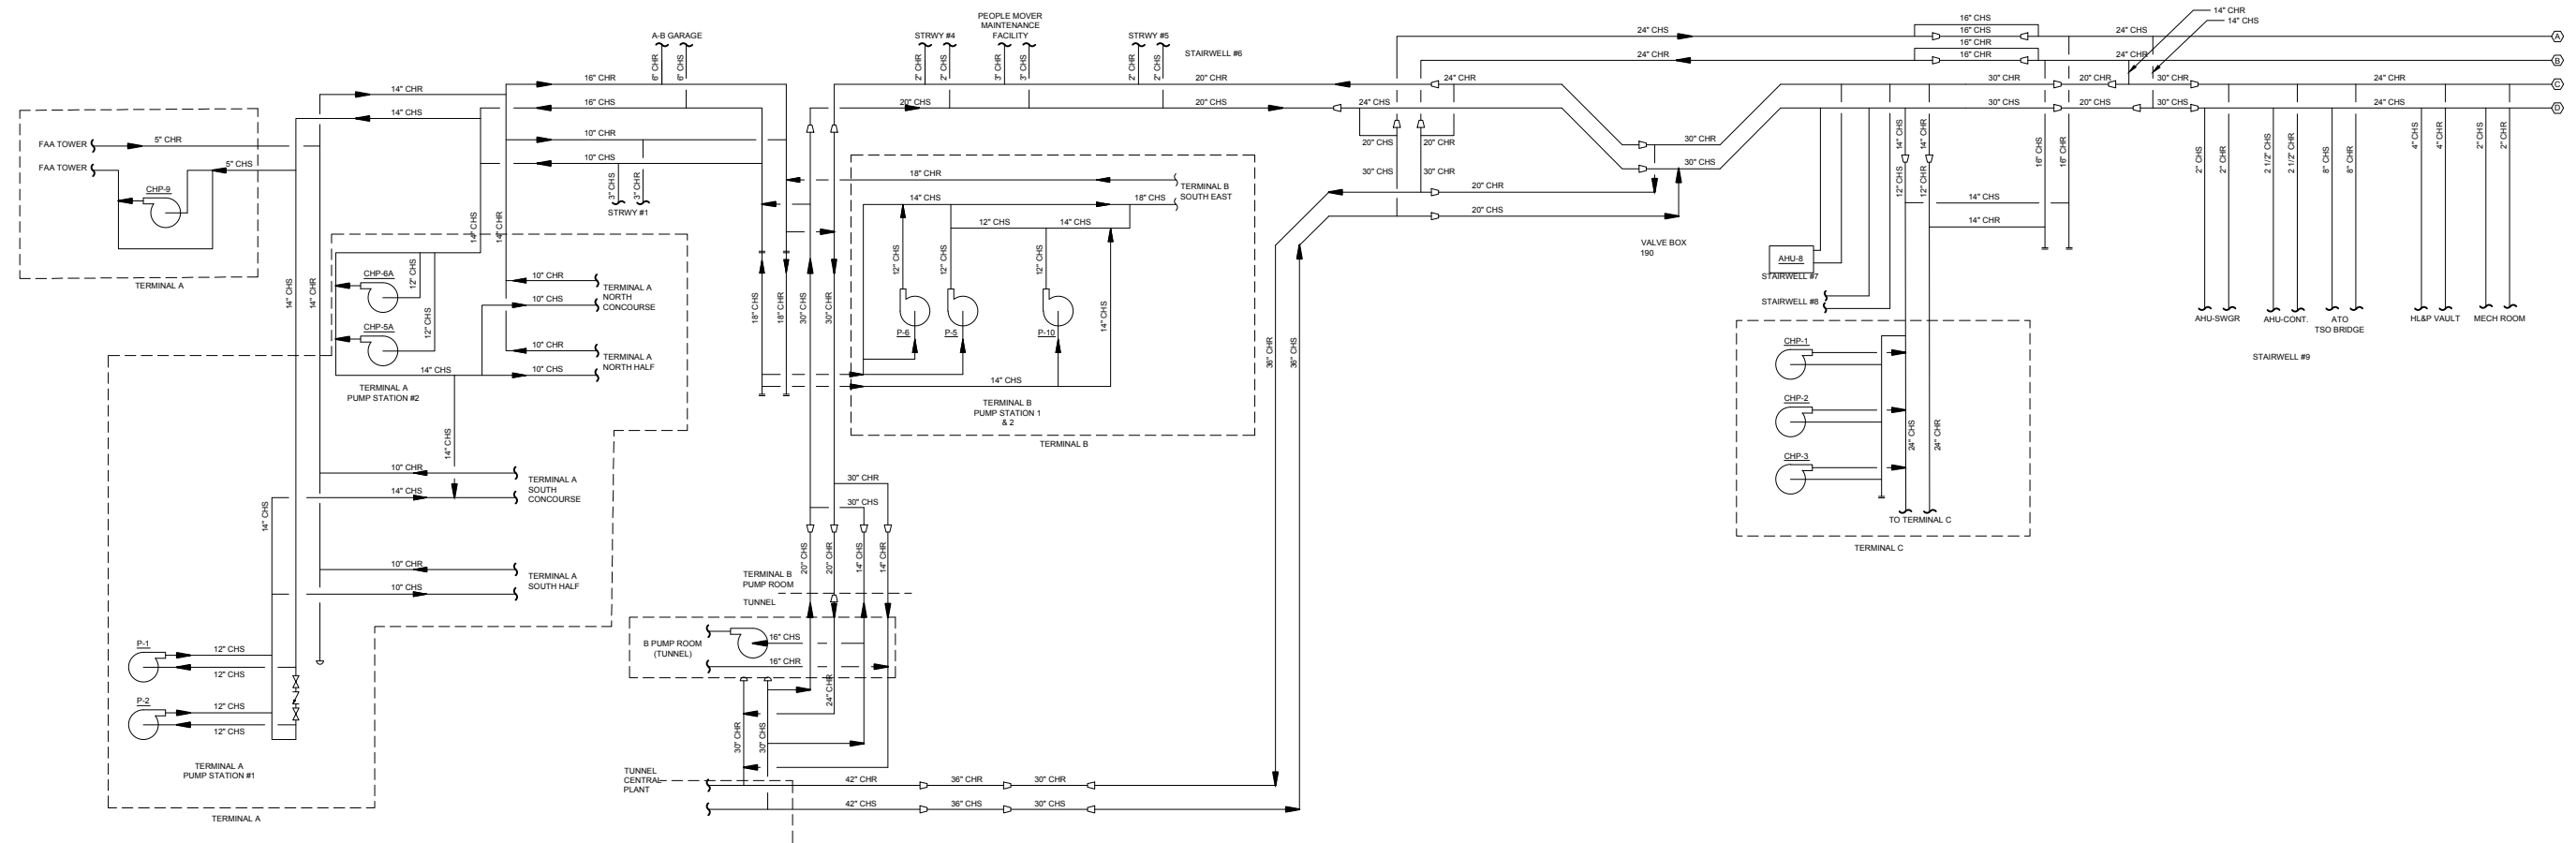 FAA TOWER
5" CHR
FAA TOWER
5" CHS
CHP-9
TERMINAL A
14" CHR
14" CHS
14" CHS
14" CHR
14" CHS
14" CHR
16" CHR
16" CHS
10" CHR
10" CHS
A-B GARAGE
6" CHR
6" CHS
3" CHS
3" CHR
STRWY #1
CHP-6A
12" CHS
CHP-5A
12" CHS
14" CHS
TERMINAL A
PUMP STATION #2
10" CHR
10" CHS
TERMINAL A
NORTH
CONCOURSE
10" CHR
10" CHS
TERMINAL A
NORTH HALF
14" CHS
10" CHR
14" CHS
TERMINAL A
SOUTH
CONCOURSE
14" CHS
10" CHR
10" CHS
TERMINAL A
SOUTH HALF
P-1
12" CHS
12" CHS
P-2
12" CHS
12" CHS
TERMINAL A
PUMP STATION #1
TERMINAL A
18" CHS
18" CHR
30" CHS
30" CHR
STRWY #4
2" CHR
2" CHS
PEOPLE MOVER
MAINTENANCE
FACILITY
3" CHR
3" CHS
STRWY #5
2" CHR
2" CHS
STAIRWELL #6
20" CHR
20" CHS
20" CHS
18" CHR
TERMINAL B
SOUTH EAST
14" CHS
18" CHS
12" CHS
14" CHS
12" CHS
12" CHS
12" CHS
14" CHS
P-6
P-5
P-10
14" CHS
TERMINAL B
PUMP STATION 1
& 2
TERMINAL B
30" CHR
30" CHS
20" CHS
20" CHR
14" CHS
14" CHR
TERMINAL B
PUMP ROOM
TUNNEL
B PUMP ROOM
(TUNNEL)
16" CHS
16" CHR
24" CHR
30" CHR
30" CHS
TUNNEL
CENTRAL
PLANT
42" CHR
36" CHR
30" CHR
42" CHS
36" CHS
30" CHS
36" CHR
36" CHS
24" CHR
24" CHS
20" CHS
20" CHR
30" CHS
30" CHR
20" CHR
20" CHS
30" CHR
30" CHS
VALVE BOX
190
24" CHS
24" CHR
16" CHS
16" CHS
16" CHR
16" CHR
24" CHS
24" CHR
14" CHR
14" CHS
A
B
C
D
30" CHR
20" CHR
30" CHR
24" CHR
30" CHS
20" CHS
30" CHS
24" CHS
14" CHS
14" CHR
12" CHS
12" CHR
16" CHS
16" CHR
14" CHS
14" CHR
AHU-8
STAIRWELL #7
STAIRWELL #8
CHP-1
CHP-2
CHP-3
24" CHS
24" CHR
TO TERMINAL C
TERMINAL C
2" CHS
2" CHR
AHU-SWGR
2 1/2" CHS
2 1/2" CHR
AHU-CONT.
8" CHS
8" CHR
ATO
TSO BRIDGE
4" CHS
4" CHR
HL&P VAULT
2" CHS
2" CHR
MECH ROOM
STAIRWELL #9